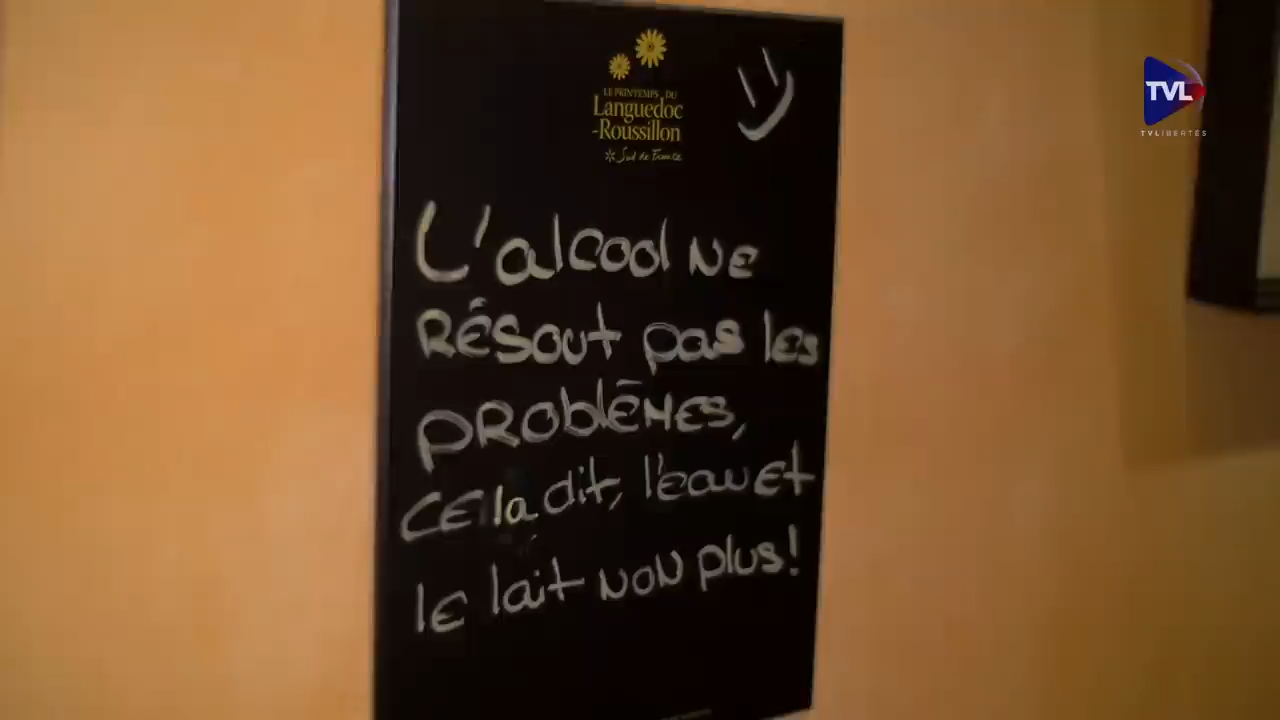 LE PRINTEMPS DU
Languedoc
-Roussillon
Sud de France
L'alcool NE
RÉSOUT pas les
PROBLÈMES,
CEla dit, l'eau et
le lait NON plus!
TVL
TVLIBERTÉS